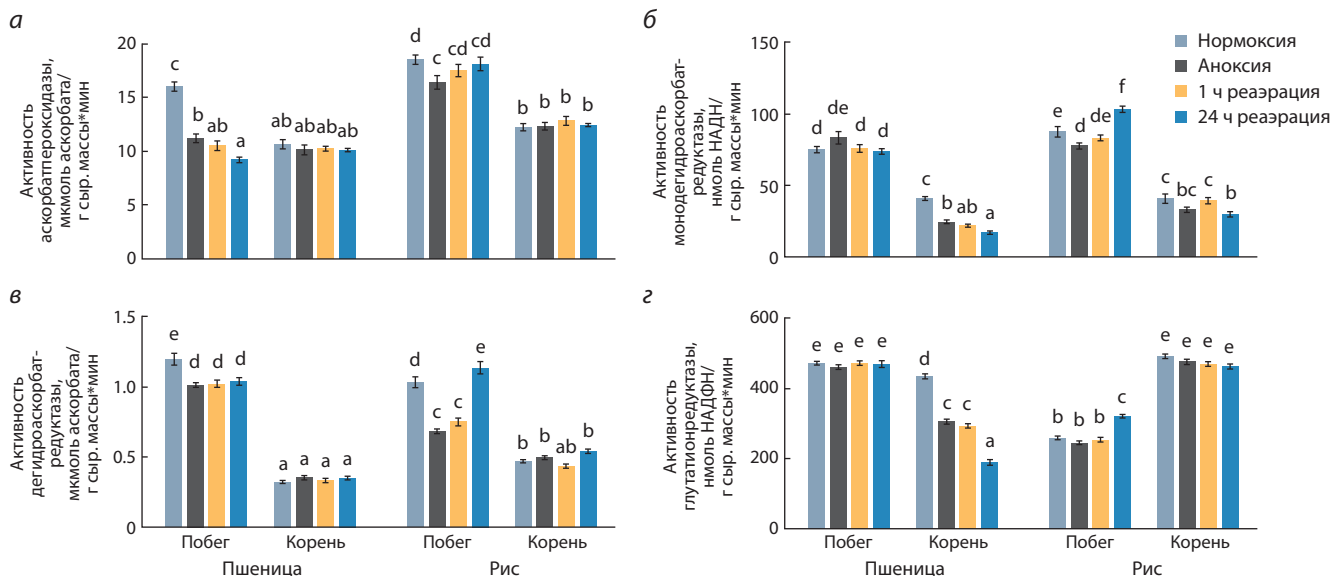 а
Активность
аскорбатпероксидазы,
мкмоль аскорбата/
г сыр. массы*мин
20
15
10
5
0
c
b
ab
a
ab
ab
ab
ab
d
c
cd
cd
b
b
b
b
б
Активность
монодегидроаскорбат-
редуктазы,
нмоль НАДН/
г сыр. массы*мин
150
100
50
0
d
de
d
d
c
b
ab
a
e
d
de
f
c
bc
c
b
Нормоксия
Аноксия
1 ч реаэрация
24 ч реаэрация
в
Активность
дегидроаскорбат-
редуктазы,
мкмоль аскорбата/
г сыр. массы*мин
1.5
1.0
0.5
0
e
d
d
d
a
a
a
a
d
c
c
e
b
b
ab
b
Побег
Корень
Побег
Корень
Пшеница
Рис
г
Активность
глутатионредуктазы,
нмоль НАДФН/
г сыр. массы*мин
600
400
200
0
e
e
e
e
d
c
c
a
b
b
b
c
e
e
e
e
Побег
Корень
Побег
Корень
Пшеница
Рис